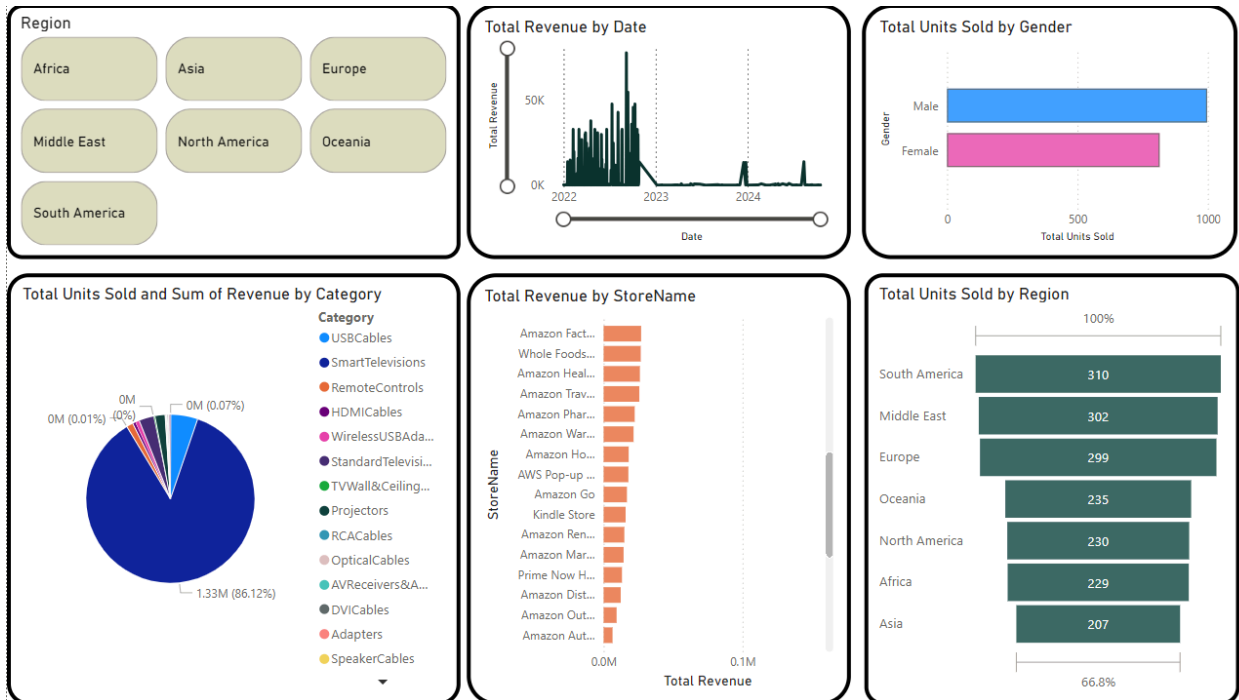 Region
Africa
Asia
Europe
Middle East
North America
Oceania
South America
Total Revenue by Date
Total Revenue
50K
0K
2022
2023
2024
Date
Total Units Sold by Gender
Gender
Male
Female
0
500
1000
Total Units Sold
Total Units Sold and Sum of Revenue by Category
0M
0M (0.01%)
(0%)
0M (0.07%)
1.33M (86.12%)
Category
USBCables
SmartTelevisions
RemoteControls
HDMICables
WirelessUSBAda...
StandardTelevisi...
TVWall&Ceiling...
Projectors
RCACables
OpticalCables
AVReceivers&A...
DVICables
Adapters
SpeakerCables
Total Revenue by StoreName
StoreName
Amazon Fact...
Whole Foods...
Amazon Heal...
Amazon Trav...
Amazon Phar...
Amazon War...
Amazon Ho...
AWS Pop-up ...
Amazon Go
Kindle Store
Amazon Ren...
Amazon Mar...
Prime Now H...
Amazon Dist...
Amazon Out...
Amazon Aut...
0.0M
0.1M
Total Revenue
Total Units Sold by Region
100%
South America 310
Middle East 302
Europe 299
Oceania 235
North America 230
Africa 229
Asia 207
66.8%